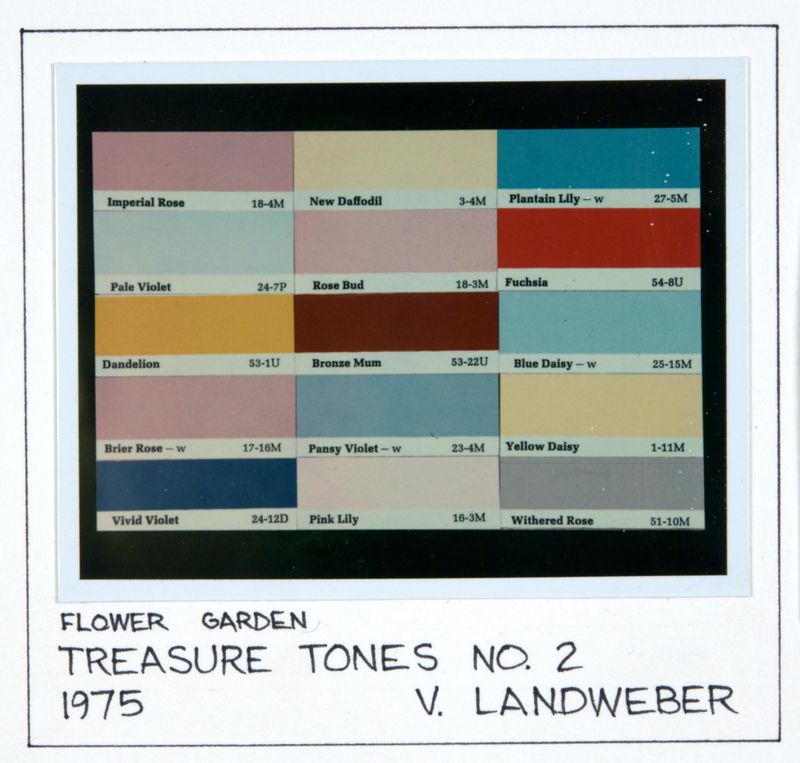 Imperial Rose 18-4M New Daffodil 3-4M Plantain Lily – w 27-5M
Pale Violet 24-7P Rose Bud 18-3M Fuchsia 54-8U
Dandelion 53-1U Bronze Mum 53-22U Blue Daisy – w 25-15M
Brier Rose – w 17-16M Pansy Violet – w 23-4M Yellow Daisy 1-11M
Vivid Violet 24-12D Pink Lily 16-3M Withered Rose 51-10M
FLOWER GARDEN
TREASURE TONES NO. 2
1975 V. LANDWEBER